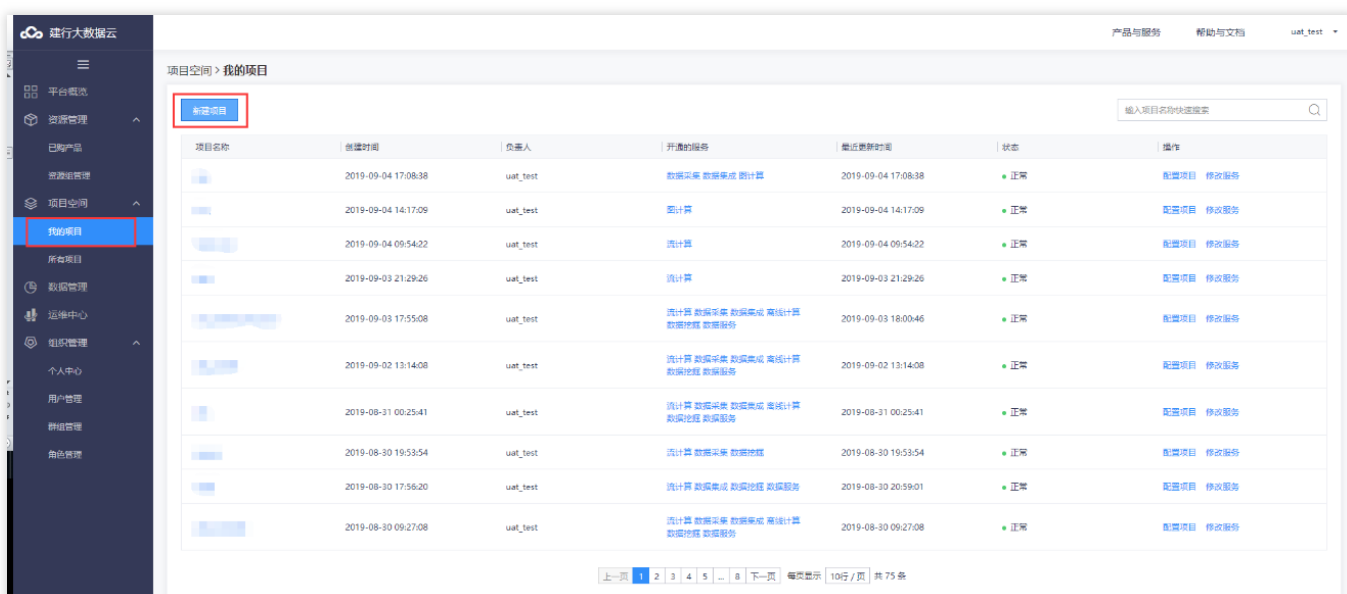 建行大数据云
产品与服务 帮助与文档 uat_test
项目空间 > 我的项目
平台概览
资源管理
已购产品
资源组管理
项目空间
我的项目
所有项目
数据管理
运维中心
组织管理
个人中心
用户管理
群组管理
角色管理
新建项目
输入项目名称快速搜索
项目名称 创建时间 负责人 开通的服务 最近更新时间 状态 操作
2019-09-04 17:08:38 uat_test 数据采集 数据集成 图计算 2019-09-04 17:08:38 正常 配置项目 修改服务
2019-09-04 14:17:09 uat_test 图计算 2019-09-04 14:17:09 正常 配置项目 修改服务
2019-09-04 09:54:22 uat_test 流计算 2019-09-04 09:54:22 正常 配置项目 修改服务
2019-09-03 21:29:26 uat_test 流计算 2019-09-03 21:29:26 正常 配置项目 修改服务
2019-09-03 17:55:08 uat_test 流计算 数据采集 数据集成 离线计算 2019-09-03 18:00:46 正常 配置项目 修改服务
数据挖掘 数据服务
2019-09-02 13:14:08 uat_test 流计算 数据采集 数据集成 离线计算 2019-09-02 13:14:08 正常 配置项目 修改服务
数据挖掘 数据服务
2019-08-31 00:25:41 uat_test 流计算 数据采集 数据集成 离线计算 2019-08-31 00:25:41 正常 配置项目 修改服务
数据挖掘 数据服务
2019-08-30 19:53:54 uat_test 流计算 数据采集 数据挖掘 2019-08-30 19:53:54 正常 配置项目 修改服务
2019-08-30 17:56:20 uat_test 流计算 数据集成 数据挖掘 数据服务 2019-08-30 20:59:01 正常 配置项目 修改服务
2019-08-30 09:27:08 uat_test 流计算 数据采集 数据集成 离线计算 2019-08-30 09:27:08 正常 配置项目 修改服务
数据挖掘 数据服务
上一页 1 2 3 4 5 ... 8 下一页 每页显示 10行 / 页 共 75 条